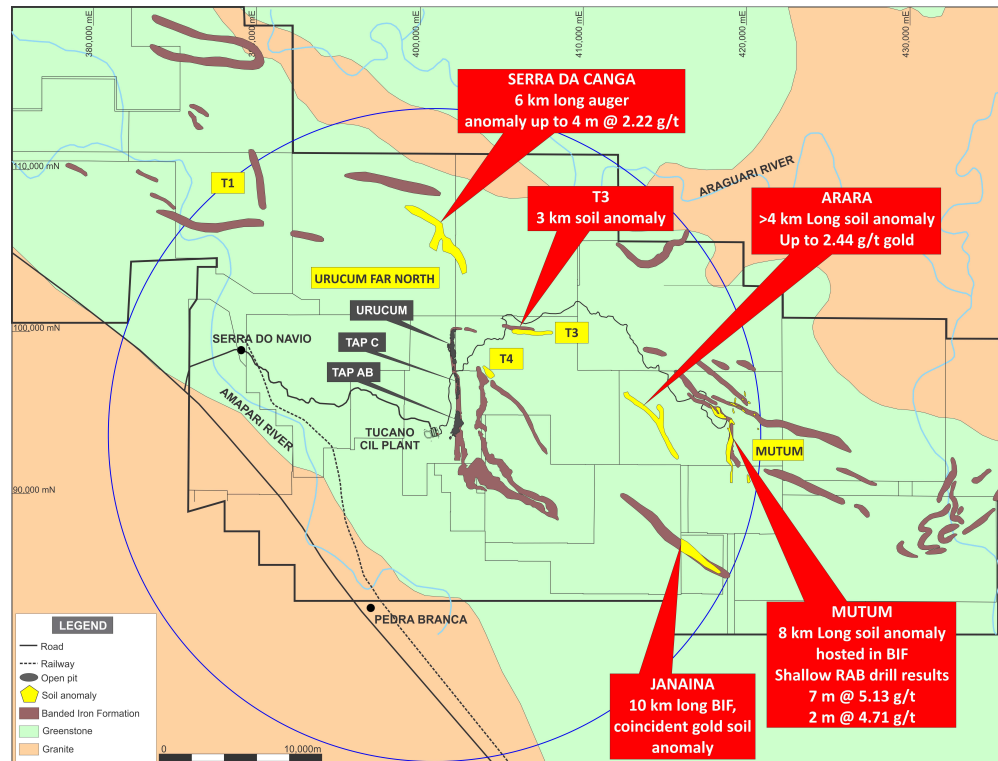 380,000 mE
390,000 mE
400,000 mE
410,000 mE
420,000 mE
430,000 mE
SERRA DA CANGA
6 km long auger
anomaly up to 4 m @ 2.22 g/t
110,000 mN
ARAGUARI RIVER
T1
T3
3 km soil anomaly
ARARA
>4 km Long soil anomaly
Up to 2.44 g/t gold
URUCUM FAR NORTH
URUCUM
100,000 mN
SERRA DO NAVIO
TAP C
T3
T4
TAP AB
AMAPARI RIVER
TUCANO
CIL PLANT
MUTUM
90,000 mN
PEDRA BRANCA
MUTUM
8 km Long soil anomaly
hosted in BIF
Shallow RAB drill results
7 m @ 5.13 g/t
2 m @ 4.71 g/t
JANAINA
10 km long BIF,
coincident gold soil
anomaly
LEGEND
Road
Railway
Open pit
Soil anomaly
Banded Iron Formation
Greenstone
Granite
0
10,000m